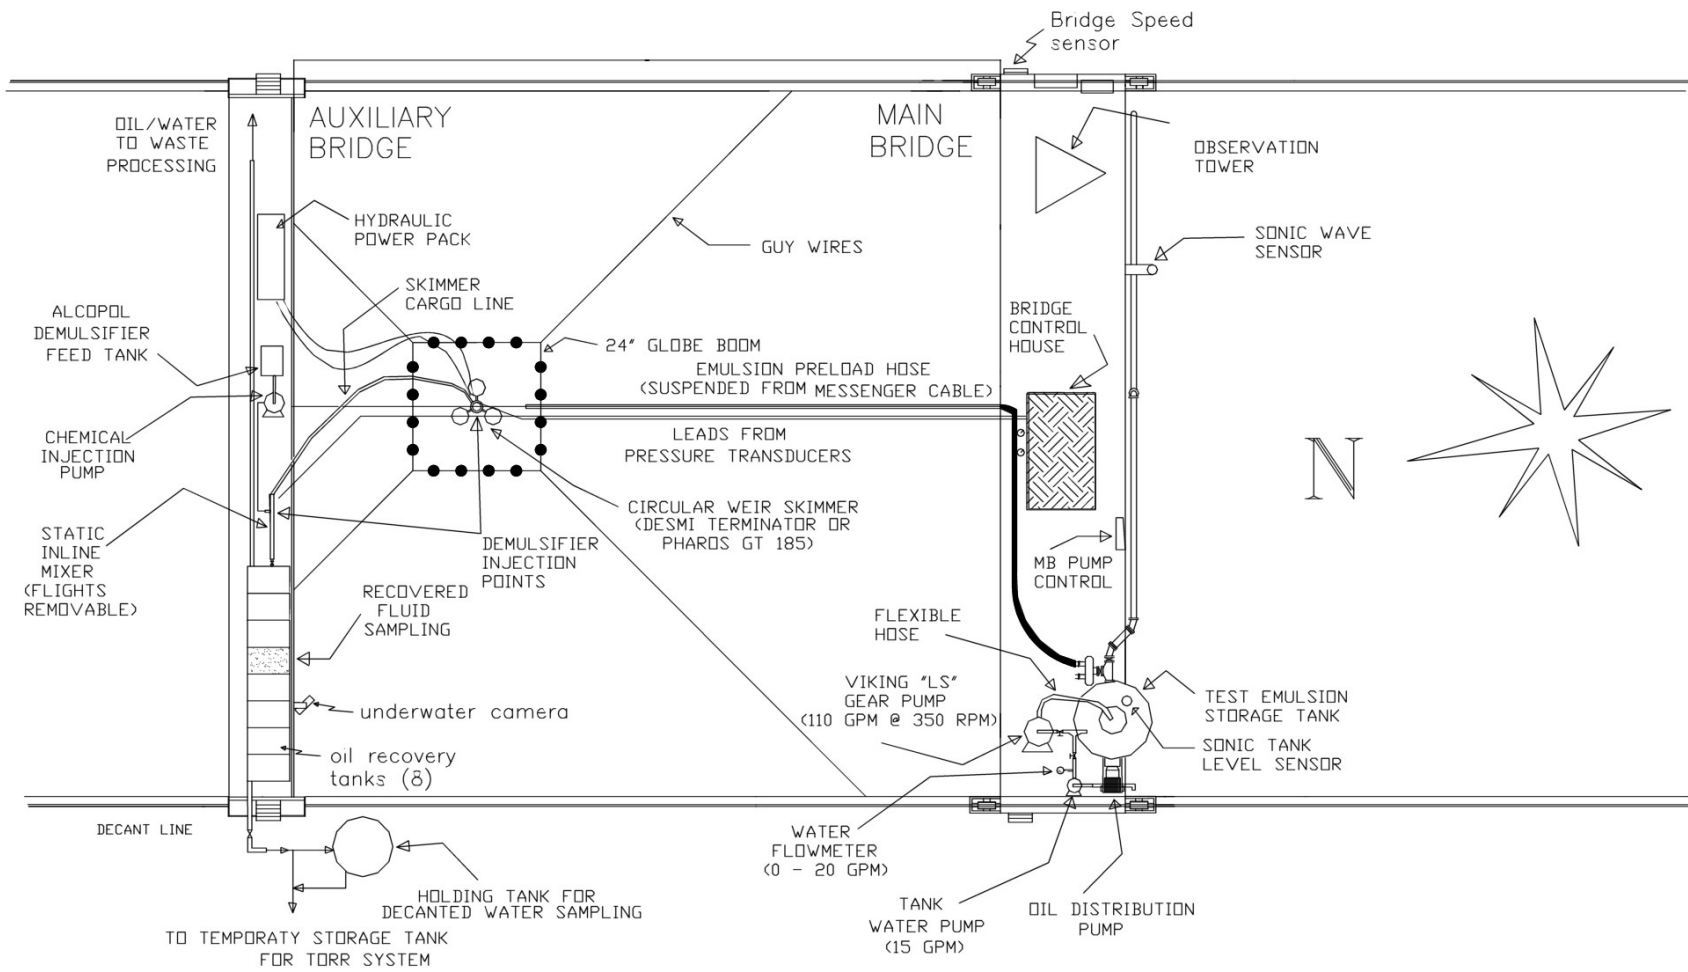 Bridge Speed
sensor
AUXILIARY
BRIDGE
MAIN
BRIDGE
OIL/WATER
TO WASTE
PROCESSING
OBSERVATION
TOWER
HYDRAULIC
POWER PACK
GUY WIRES
SONIC WAVE
SENSOR
SKIMMER
CARGO LINE
ALCOPOL
DEMULSIFIER
FEED TANK
BRIDGE
CONTROL
HOUSE
24" GLOBE BOOM
EMULSION PRELOAD HOSE
(SUSPENDED FROM MESSENGER CABLE)
CHEMICAL
INJECTION
PUMP
LEADS FROM
PRESSURE TRANSDUCERS
N
CIRCULAR WEIR SKIMMER
(DESMI TERMINATOR OR
PHAROS GT 185)
STATIC
INLINE
MIXER
(FLIGHTS
REMOVABLE)
DEMULSIFIER
INJECTION
POINTS
MB PUMP
CONTROL
RECOVERED
FLUID
SAMPLING
FLEXIBLE
HOSE
VIKING "LS"
GEAR PUMP
(110 GPM @ 350 RPM)
TEST EMULSION
STORAGE TANK
underwater camera
SONIC TANK
LEVEL SENSOR
oil recovery
tanks (8)
DECANT LINE
WATER
FLOWMETER
(0 - 20 GPM)
HOLDING TANK FOR
DECANTED WATER SAMPLING
TANK
WATER PUMP
(15 GPM)
OIL DISTRIBUTION
PUMP
TO TEMPORATY STORAGE TANK
FOR TORR SYSTEM